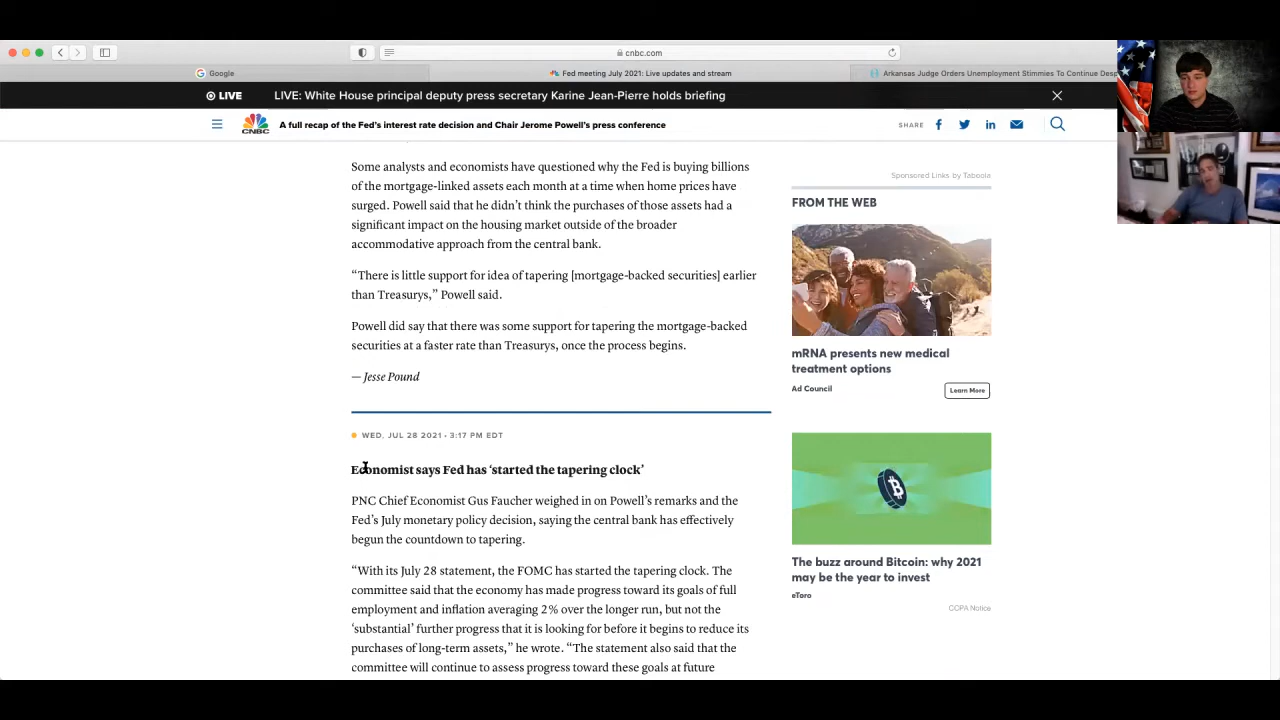 cnbc.com
Google
Fed meeting July 2021: Live updates and stream
Arkansas Judge Orders Unemployment Stimmies To Continue Desp
LIVE
LIVE: White House principal deputy press secretary Karine Jean-Pierre holds briefing
CNBC
A full recap of the Fed's interest rate decision and Chair Jerome Powell's press conference
SHARE
Some analysts and economists have questioned why the Fed is buying billions
of the mortgage-linked assets each month at a time when home prices have
surged. Powell said that he didn't think the purchases of those assets had a
significant impact on the housing market outside of the broader
accommodative approach from the central bank.
“There is little support for idea of tapering [mortgage-backed securities] earlier
than Treasurys,” Powell said.
Powell did say that there was some support for tapering the mortgage-backed
securities at a faster rate than Treasurys, once the process begins.
— Jesse Pound
WED, JUL 28 2021 • 3:17 PM EDT
Economist says Fed has ‘started the tapering clock’
PNC Chief Economist Gus Faucher weighed in on Powell’s remarks and the
Fed’s July monetary policy decision, saying the central bank has effectively
begun the countdown to tapering.
“With its July 28 statement, the FOMC has started the tapering clock. The
committee said that the economy has made progress toward its goals of full
employment and inflation averaging 2% over the longer run, but not the
‘substantial’ further progress that it is looking for before it begins to reduce its
purchases of long-term assets,” he wrote. “The statement also said that the
committee will continue to assess progress toward these goals at future
Sponsored Links by Taboola
FROM THE WEB
mRNA presents new medical
treatment options
Ad Council
Learn More
The buzz around Bitcoin: why 2021
may be the year to invest
eToro
COPA Notice